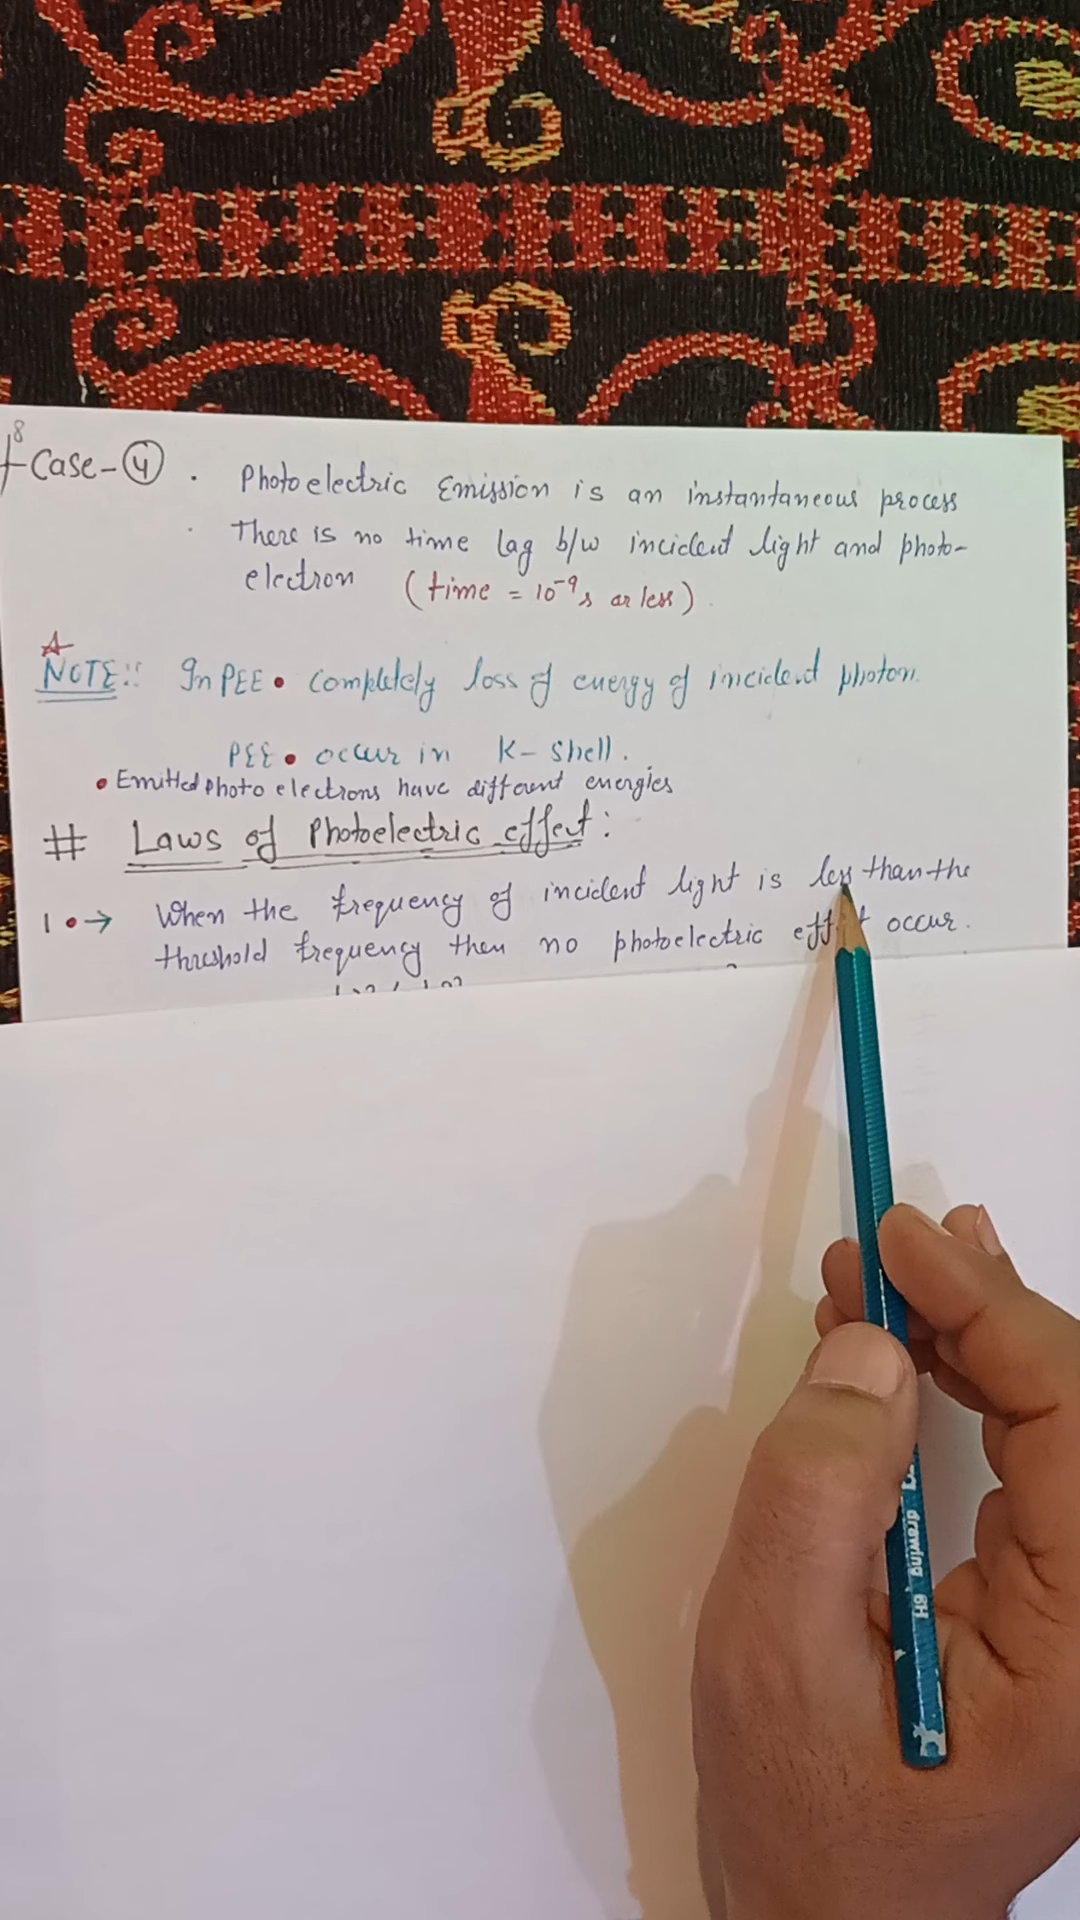 8
Case-4 . Photoelectric Emission is an instantaneous process
. There is no time lag b/w incident light and photo-
electron (time = 10⁻⁹ s or less).
NOTE!! In PEE • completely loss of energy of incident photon.
PEE • occur in K-shell.
• Emitted photo electrons have different energies
# Laws of Photoelectric effect:
1 •→ When the frequency of incident light is less than the
threshold frequency then no photoelectric eff t occur.
drawing 6H